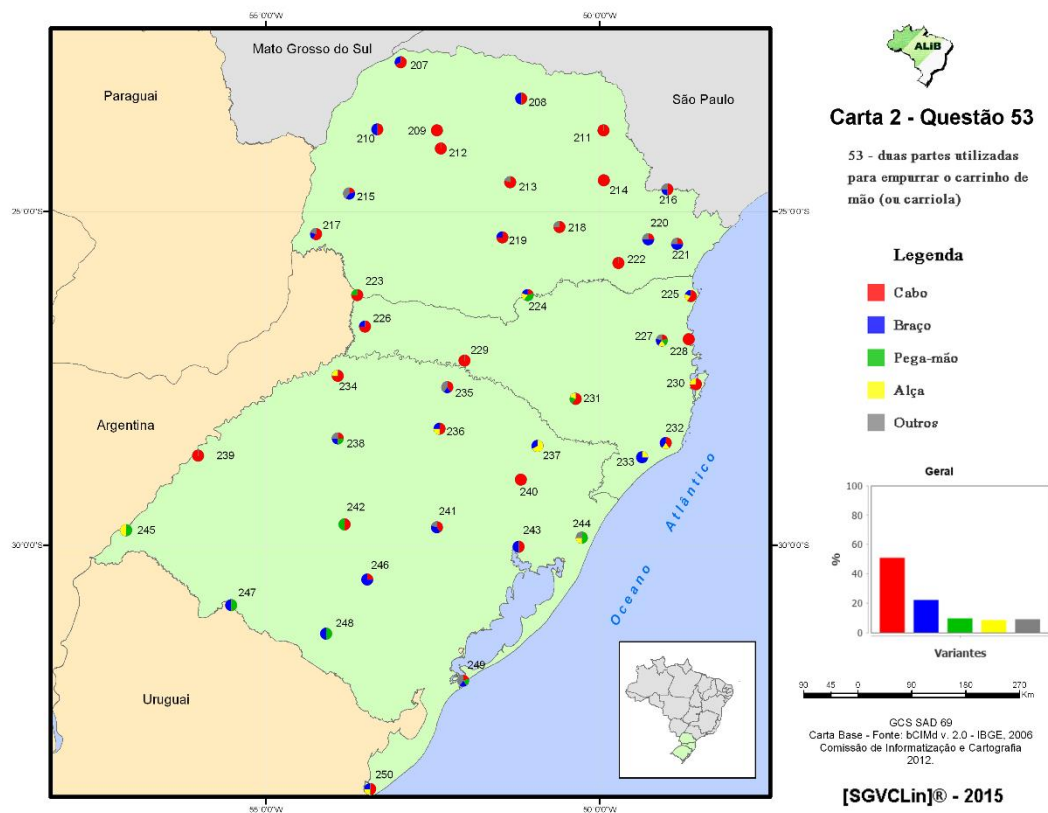 55°0'0"W
50°0'0"W
Mato Grosso do Sul
Paraguai
São Paulo
207
208
210
209
211
212
213
214
215
216
217
218
219
220
221
222
25°0'S
25°0'0"S
223
224
225
226
227
228
229
230
231
234
235
232
233
236
237
238
Argentina
239
240
241
242
243
244
245
30°0'0"S
30°0'0"S
246
247
248
249
250
Oceano
Atlântico
Uruguai
55°0'0"W
50°0'0"W
ALiB
Carta 2 - Questão 53
53 - duas partes utilizadas
para empurrar o carrinho de
mão (ou carriola)
Legenda
Cabo
Braço
Pega-mão
Alça
Outros
Geral
100
80
60
40
20
0
%
Variantes
90 45 0 90 180 270
Km
GCS SAD 69
Carta Base - Fonte: bCIMd v. 2.0 - IBGE, 2006
Comissão de Informatização e Cartografia
2012.
[SGVCLin]® - 2015